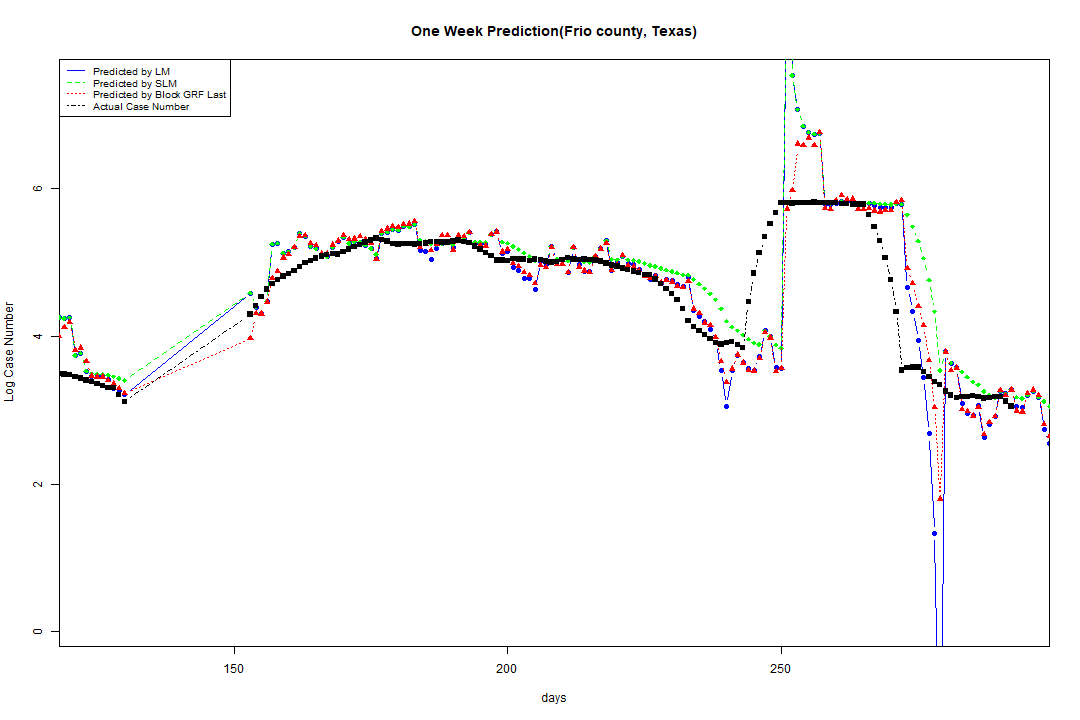 One Week Prediction(Frio county, Texas)
Predicted by LM
Predicted by SLM
Predicted by Block GRF Last
Actual Case Number
6
4
2
0
Log Case Number
150
200
250
days